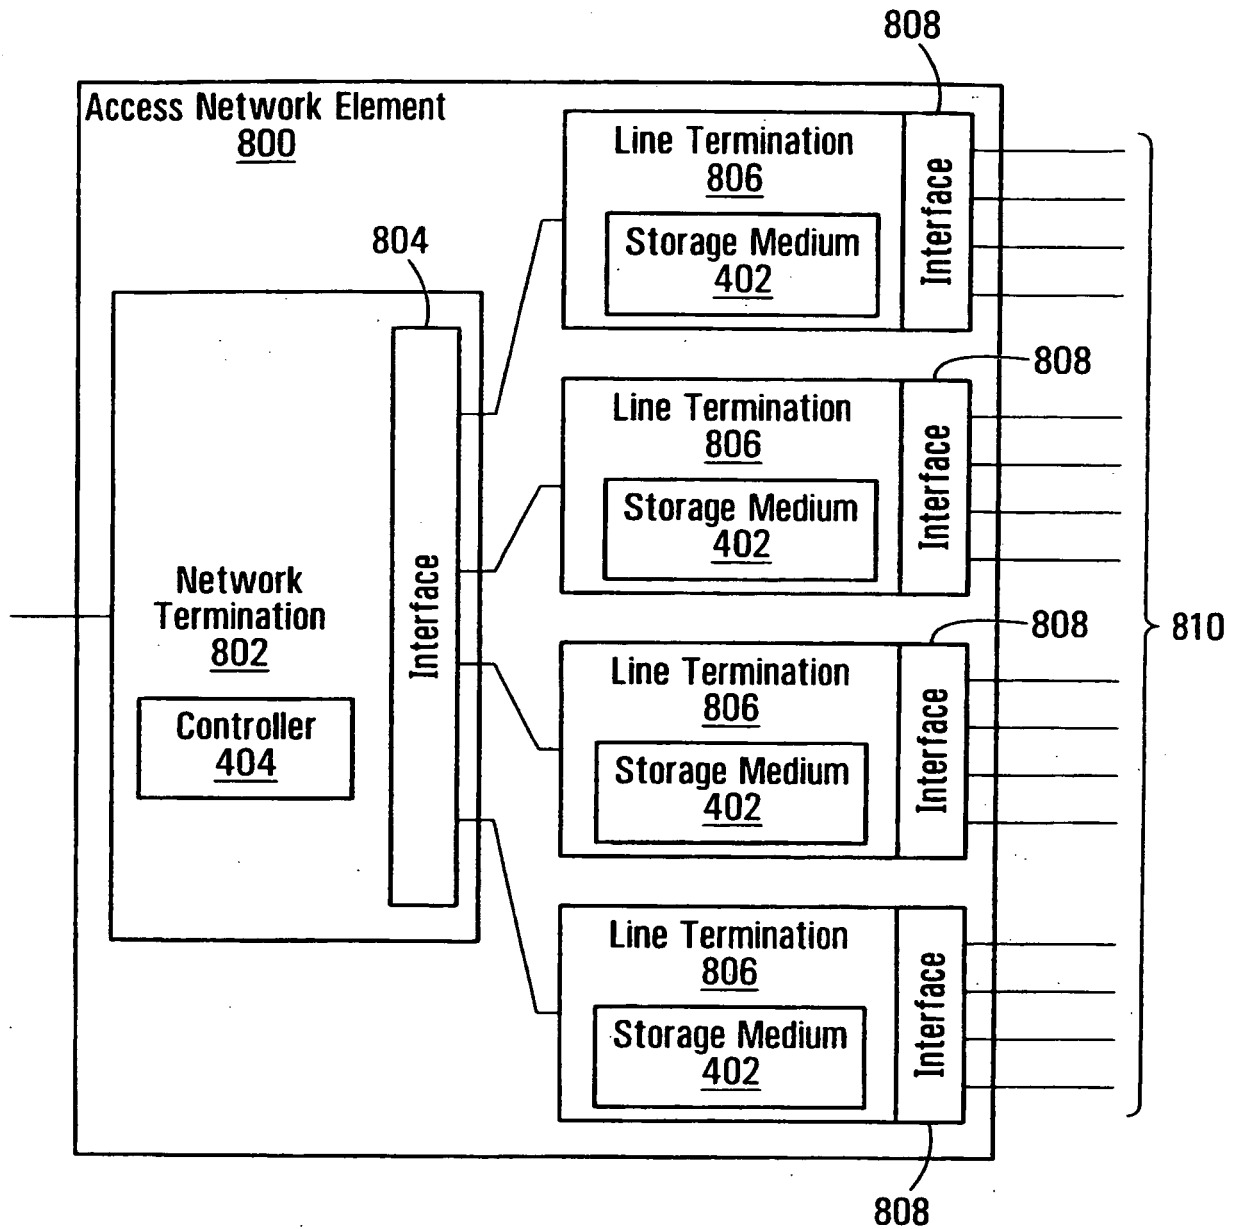 808
Access Network Element
800
Line Termination
806
Storage Medium
402
Interface
804
808
Line Termination
806
Storage Medium
402
Interface
Network
Termination
802
Controller
404
Interface
808
810
Line Termination
806
Storage Medium
402
Interface
Line Termination
806
Storage Medium
402
Interface
808